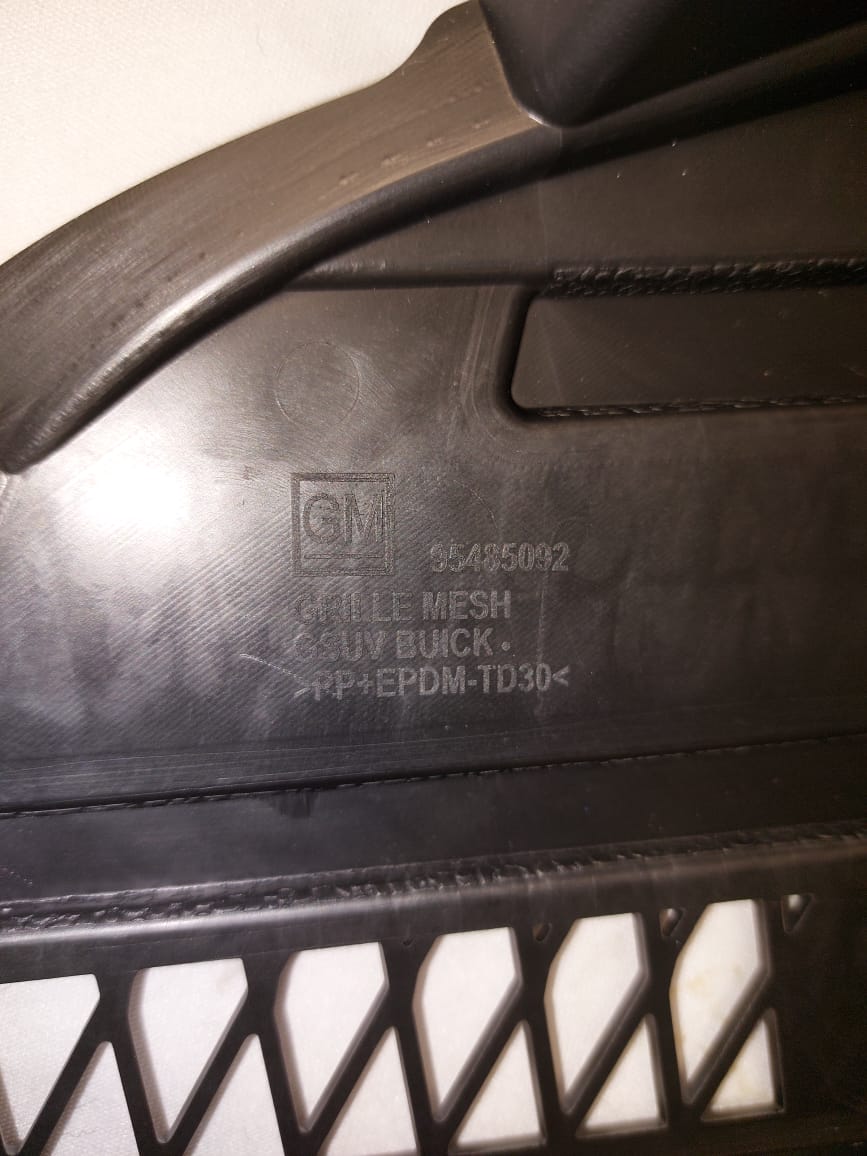 GM
95485092
GRILLE MESH
GSUV BUICK.
>PP+EPDM-TD30<